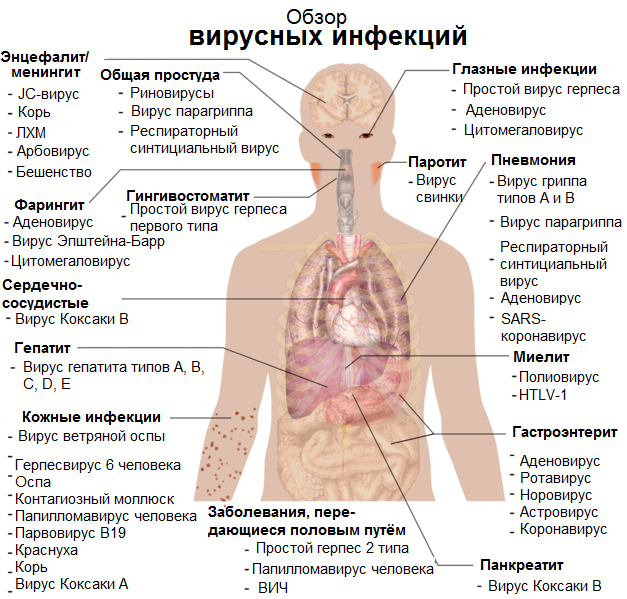 Обзор
вирусных инфекций
Энцефалит/
менингит
- JC-вирус
- Корь
- ЛХМ
- Арбовирус
- Бешенство
Общая простуда
- Риновирусы
- Вирус парагриппа
- Респираторный
синтициальный вирус
Глазные инфекции
- Простой вирус герпеса
- Аденовирус
- Цитомегаловирус
Паротит
- Вирус
свинки
Пневмония
- Вирус гриппа
типов А и В
- Вирус парагриппа
- Респираторный
синтициальный
вирус
- Аденовирус
- SARS-
коронавирус
Фарингит
- Аденовирус
- Вирус Эпштейна-Барр
- Цитомегаловирус
Гингивостоматит
- Простой вирус герпеса
первого типа
Сердечно-
сосудистые
- Вирус Коксаки В
Гепатит
- Вирус гепатита типов А, В,
С, D, E
Миелит
- Полиовирус
- HTLV-1
Кожные инфекции
- Вирус ветряной оспы
- Герпесвирус 6 человека
- Оспа
- Контагиозный моллюск
- Папилломавирус человека
- Парвовирус В19
- Краснуха
- Корь
- Вирус Коксаки А
Гастроэнтерит
- Аденовирус
- Ротавирус
- Норовирус
- Астровирус
- Коронавирус
Заболевания, пере-
дающиеся половым путём
- Простой герпес 2 типа
- Папилломавирус человека
- ВИЧ
Панкреатит
- Вирус Коксаки В